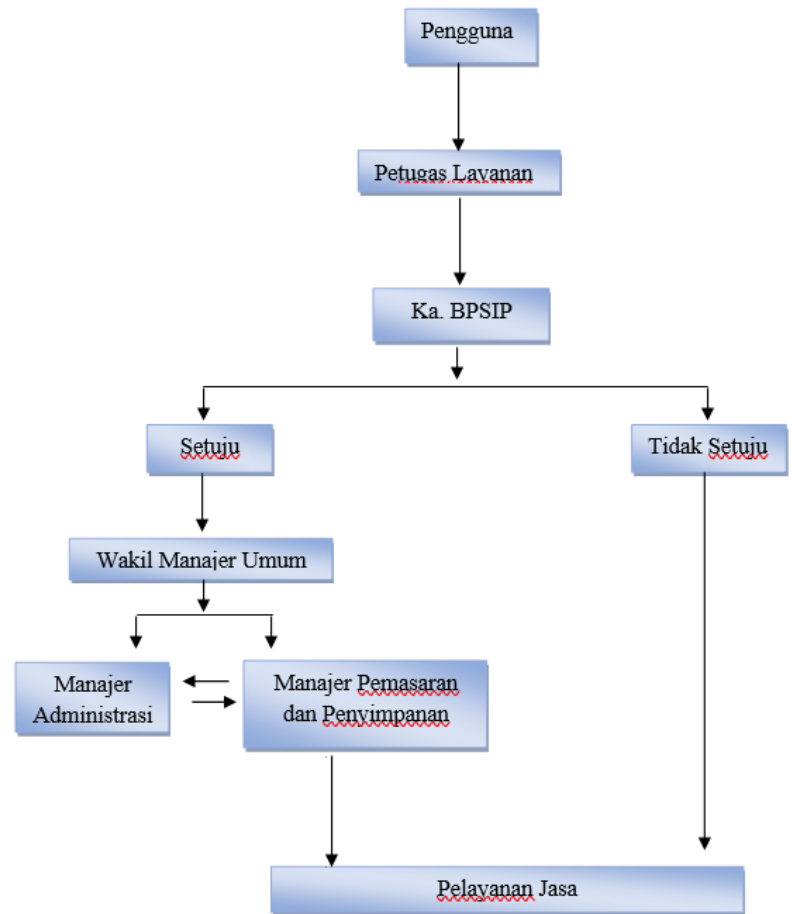 Pengguna
Petugas Layanan
Ka. BPSIP
Setuju
Tidak Setuju
Wakil Manajer Umum
Manajer
Administrasi
Manajer Pemasaran
dan Penyimpanan
Pelayanan Jasa